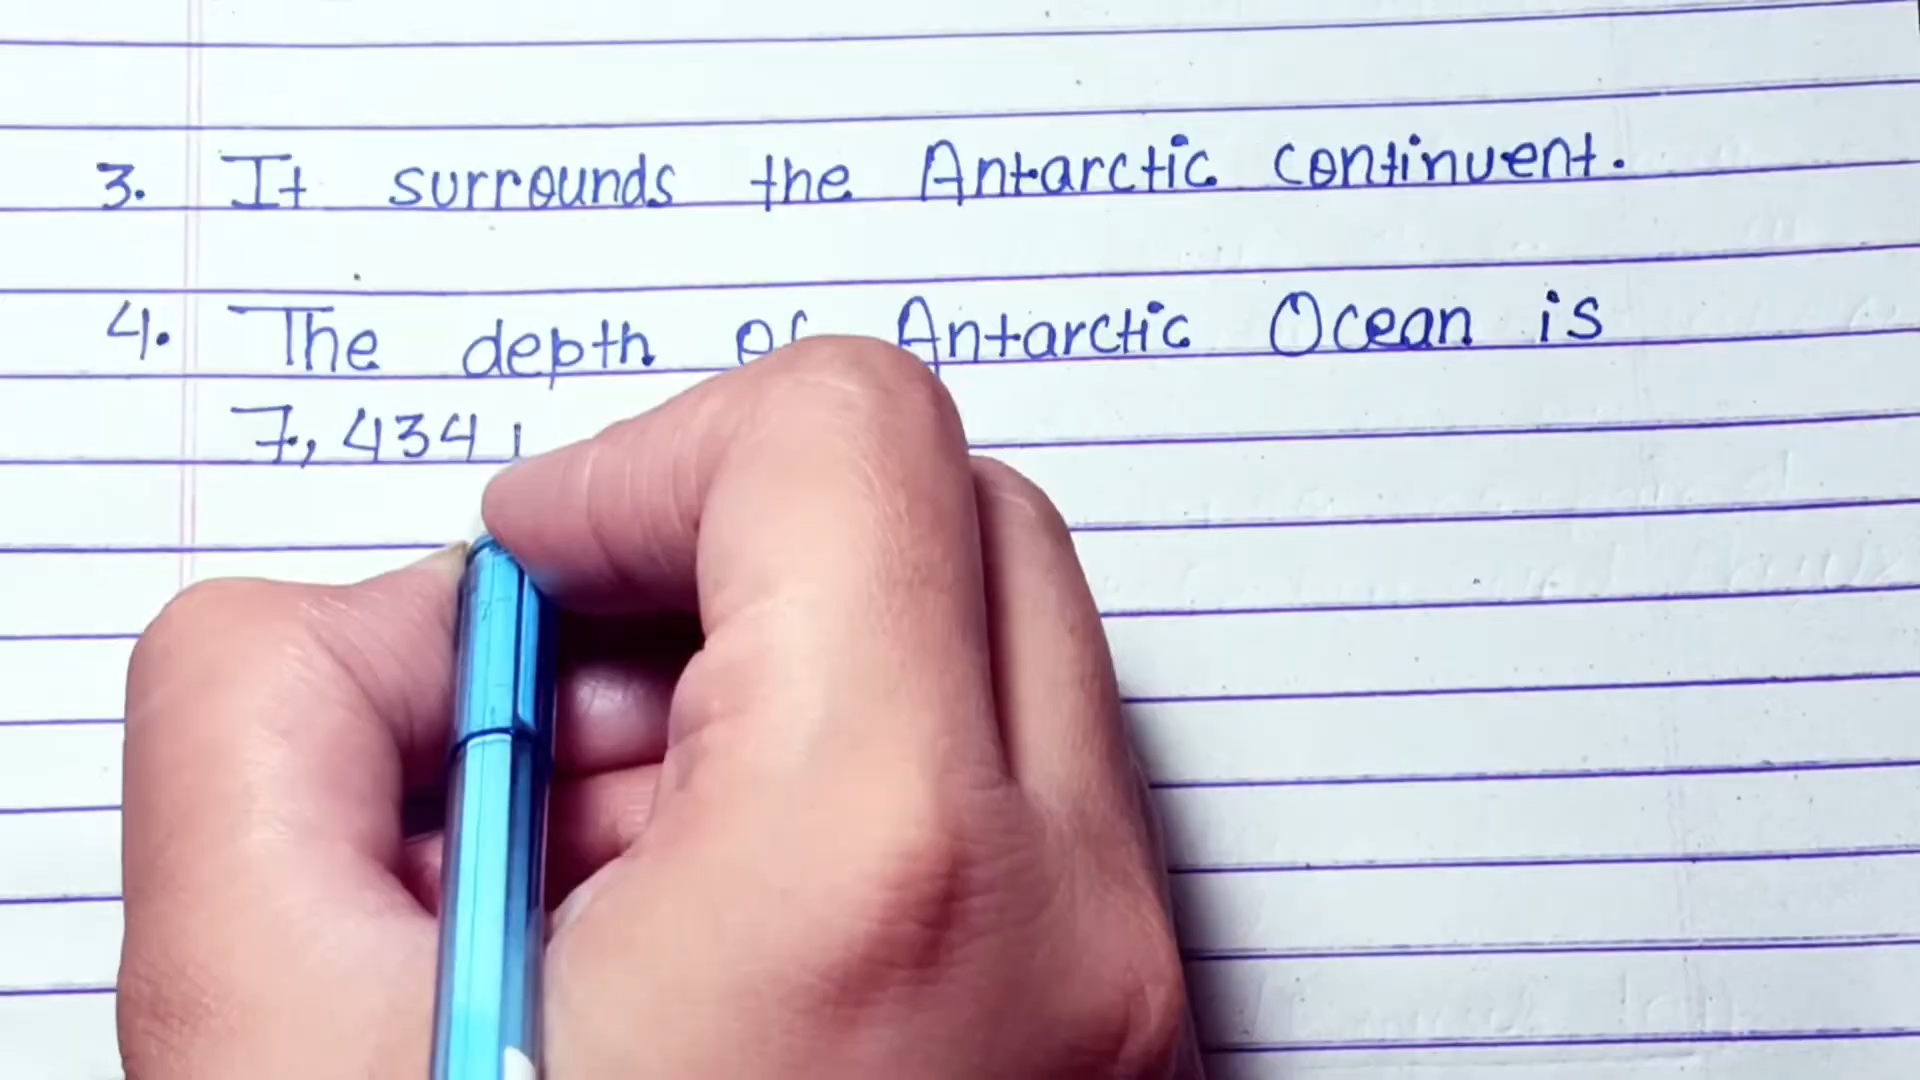 3. It surrounds the Antarctic continuent.
4. The depth of Antarctic Ocean is
7,434